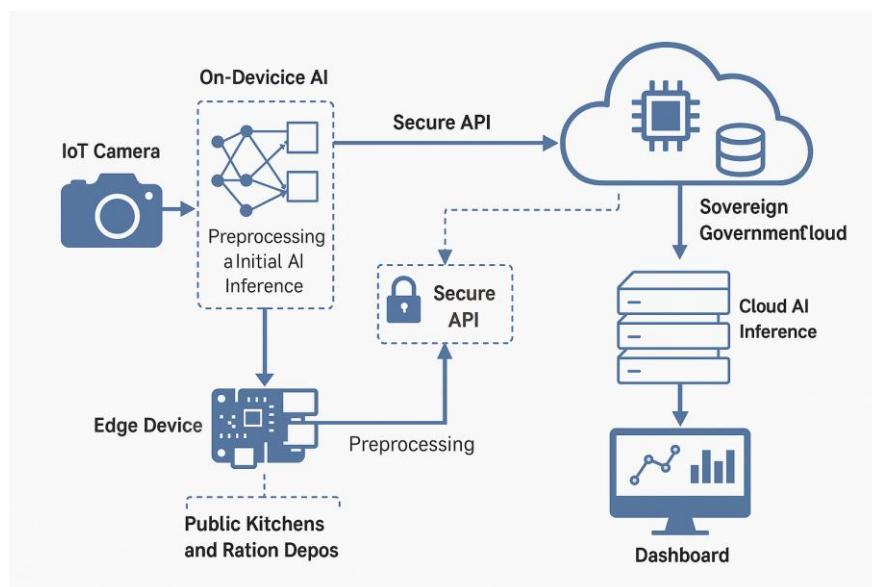 On-Devicice AI
Secure API
IoT Camera
Preprocessing
a Initial AI
Inference
Sovereign
Governmentloud
Secure
API
Cloud AI
Inference
Edge Device
Preprocessing
Public Kitchens
and Ration Depos
Dashboard